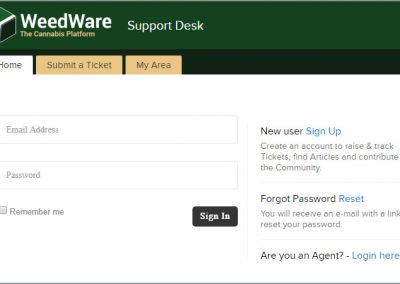 WeedWare
The Cannabis Platform
Support Desk
Home
Submit a Ticket
My Area
Email Address
Password
Remember me
Sign In
New user Sign Up
Create an account to raise & track
Tickets, find Articles and contribute
the Community.
Forgot Password Reset
You will receive an e-mail with a link
reset your password.
Are you an Agent? - Login here